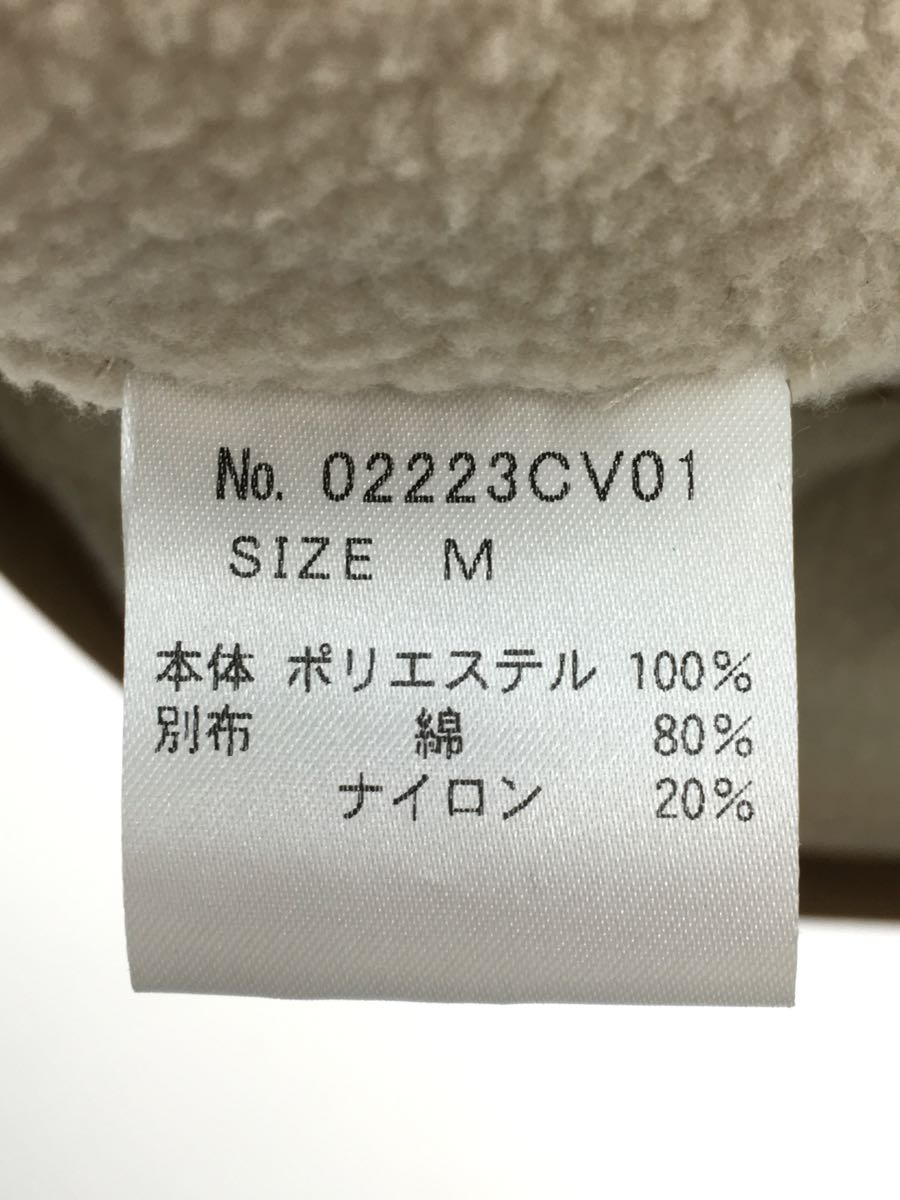 No. 02223CV01
SIZE M
本体 ポリエステル 100%
別布 綿 80%
ナイロン 20%